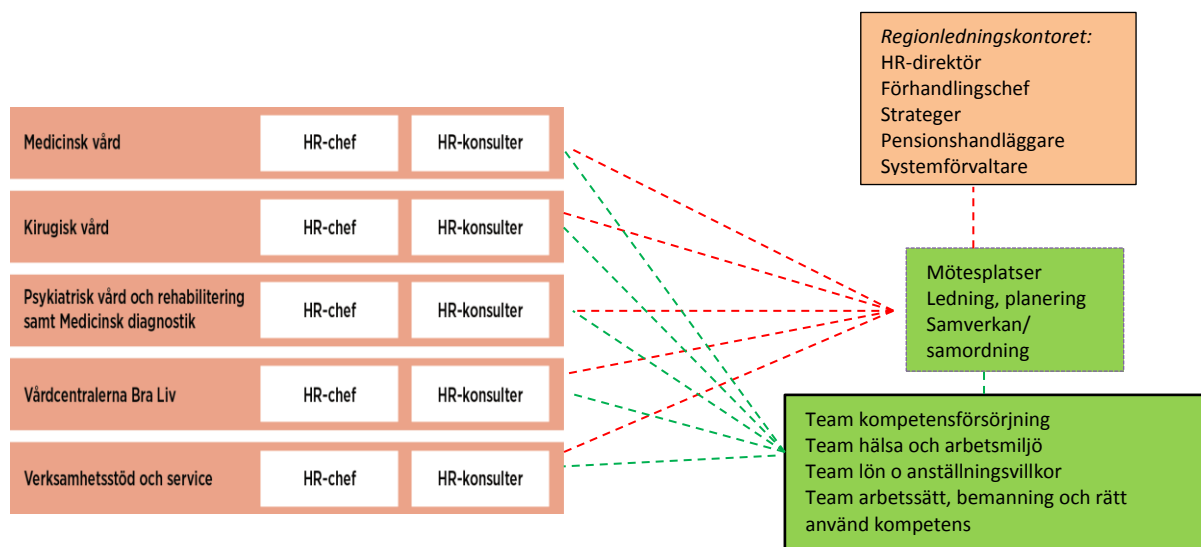 Medicinsk vård
HR-chef
HR-konsulter
Kirugisk vård
HR-chef
HR-konsulter
Psykiatrisk vård och rehabilitering
samt Medicinsk diagnostik
HR-chef
HR-konsulter
Vårdcentralerna Bra Liv
HR-chef
HR-konsulter
Verksamhetsstöd och service
HR-chef
HR-konsulter
Regionledningskontoret:
HR-direktör
Förhandlingschef
Strateger
Pensionshandläggare
Systemförvaltare
Mötesplatser
Ledning, planering
Samverkan/
samordning
Team kompetensförsörjning
Team hälsa och arbetsmiljö
Team lön o anställningsvillkor
Team arbetssätt, bemanning och rätt
använd kompetens